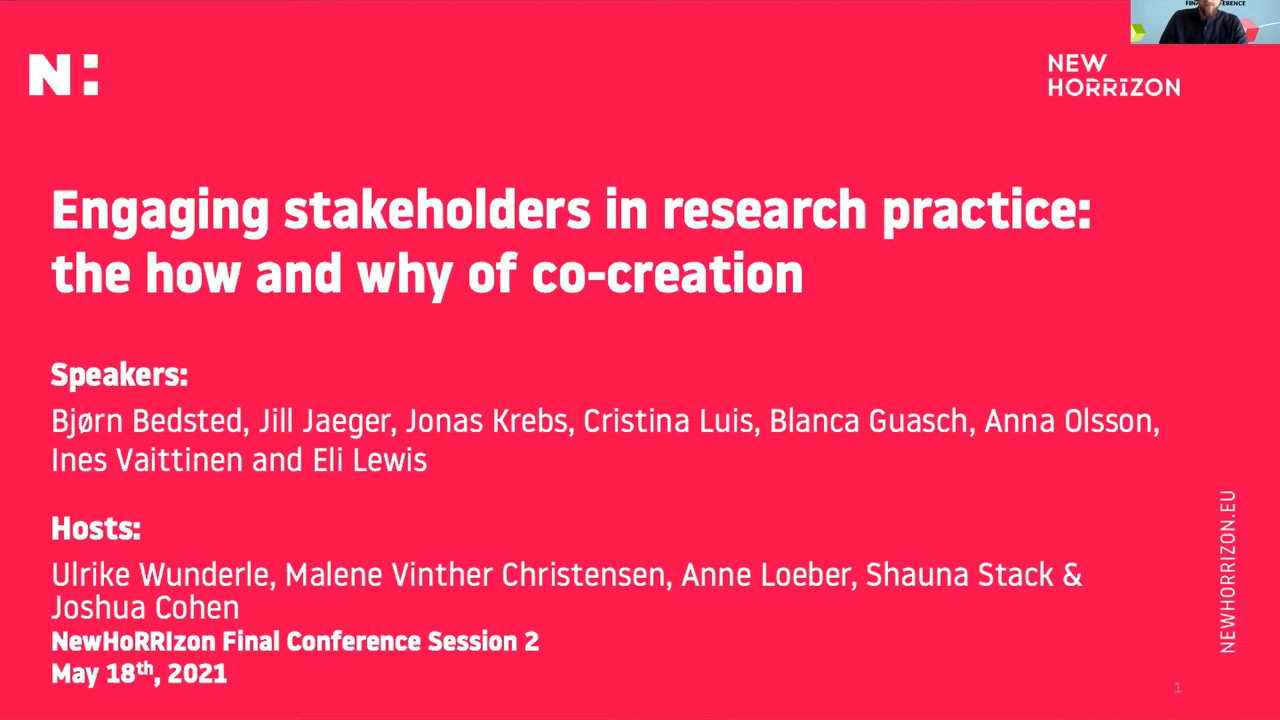 FINAL CONFERENCE
N:
NEW
HORRIZON
Engaging stakeholders in research practice:
the how and why of co-creation
Speakers:
Bjørn Bedsted, Jill Jaeger, Jonas Krebs, Cristina Luis, Blanca Guasch, Anna Olsson,
Ines Vaittinen and Eli Lewis
Hosts:
Ulrike Wunderle, Malene Vinther Christensen, Anne Loeber, Shauna Stack &
Joshua Cohen
NewHoRRIzon Final Conference Session 2
May 18th, 2021
NEWHORRIZON.EU
1